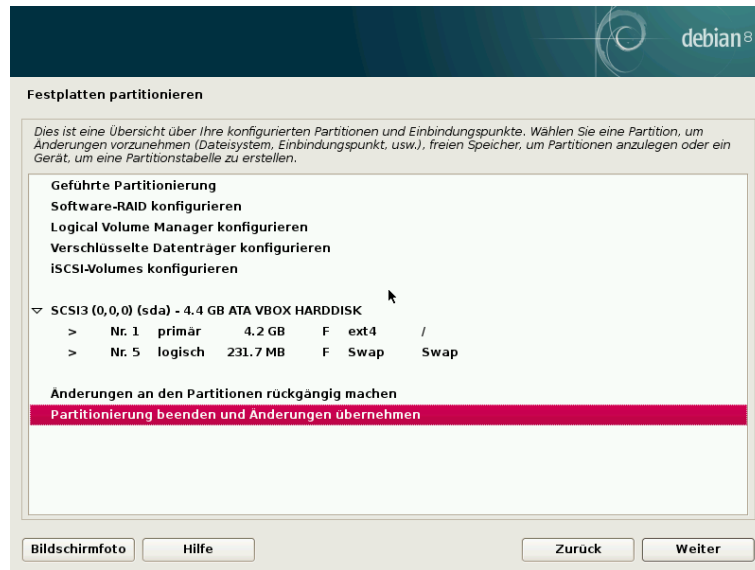 debian 8
Festplatten partitionieren
Dies ist eine Übersicht über Ihre konfigurierten Partitionen und Einbindungspunkte. Wählen Sie eine Partition, um
Änderungen vorzunehmen (Dateisystem, Einbindungspunkt, usw.), freien Speicher, um Partitionen anzulegen oder ein
Gerät, um eine Partitionstabelle zu erstellen.
Geführte Partitionierung
Software-RAID konfigurieren
Logical Volume Manager konfigurieren
Verschlüsselte Datenträger konfigurieren
iSCSI-Volumes konfigurieren
SCSI3 (0,0,0) (sda) - 4.4 GB ATA VBOX HARDDISK
> Nr. 1 primär 4.2 GB F ext4 /
> Nr. 5 logisch 231.7 MB F Swap Swap
Änderungen an den Partitionen rückgängig machen
Partitionierung beenden und Änderungen übernehmen
Bildschirmfoto Hilfe Zurück Weiter